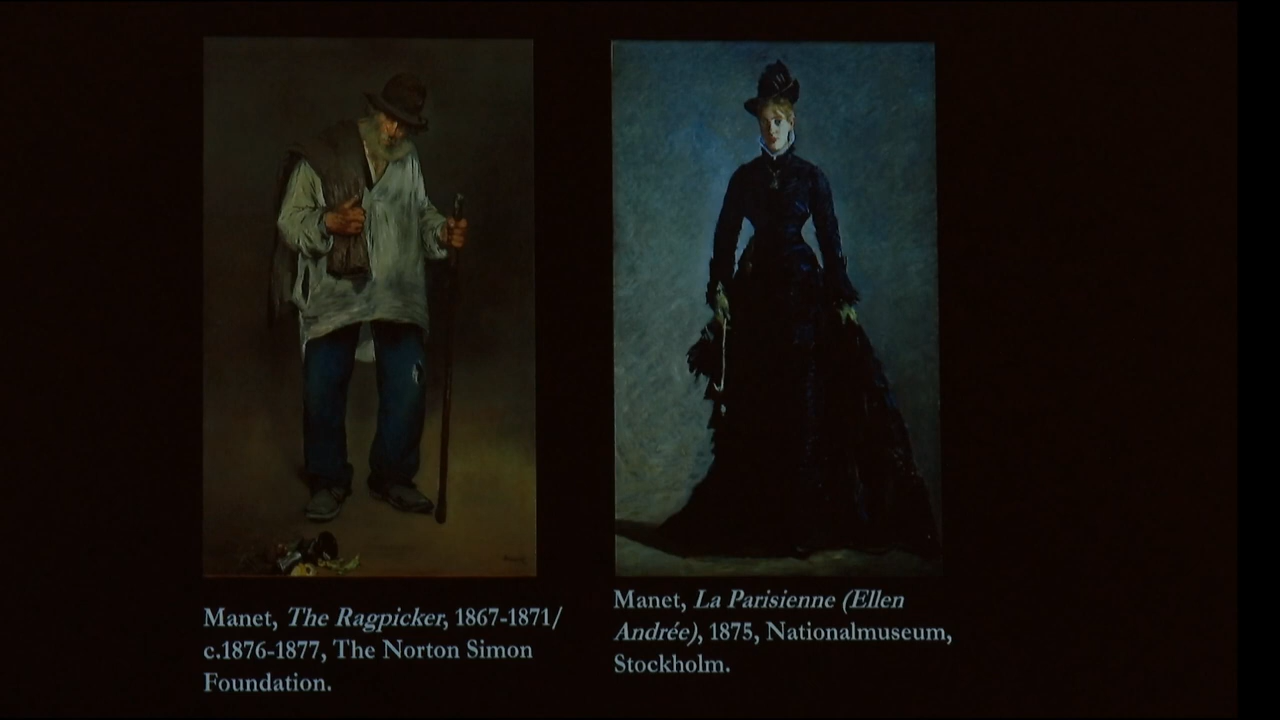 Manet, The Ragpicker, 1867-1871/
c.1876-1877, The Norton Simon
Foundation.
Manet, La Parisienne (Ellen
Andrée), 1875, Nationalmuseum,
Stockholm.